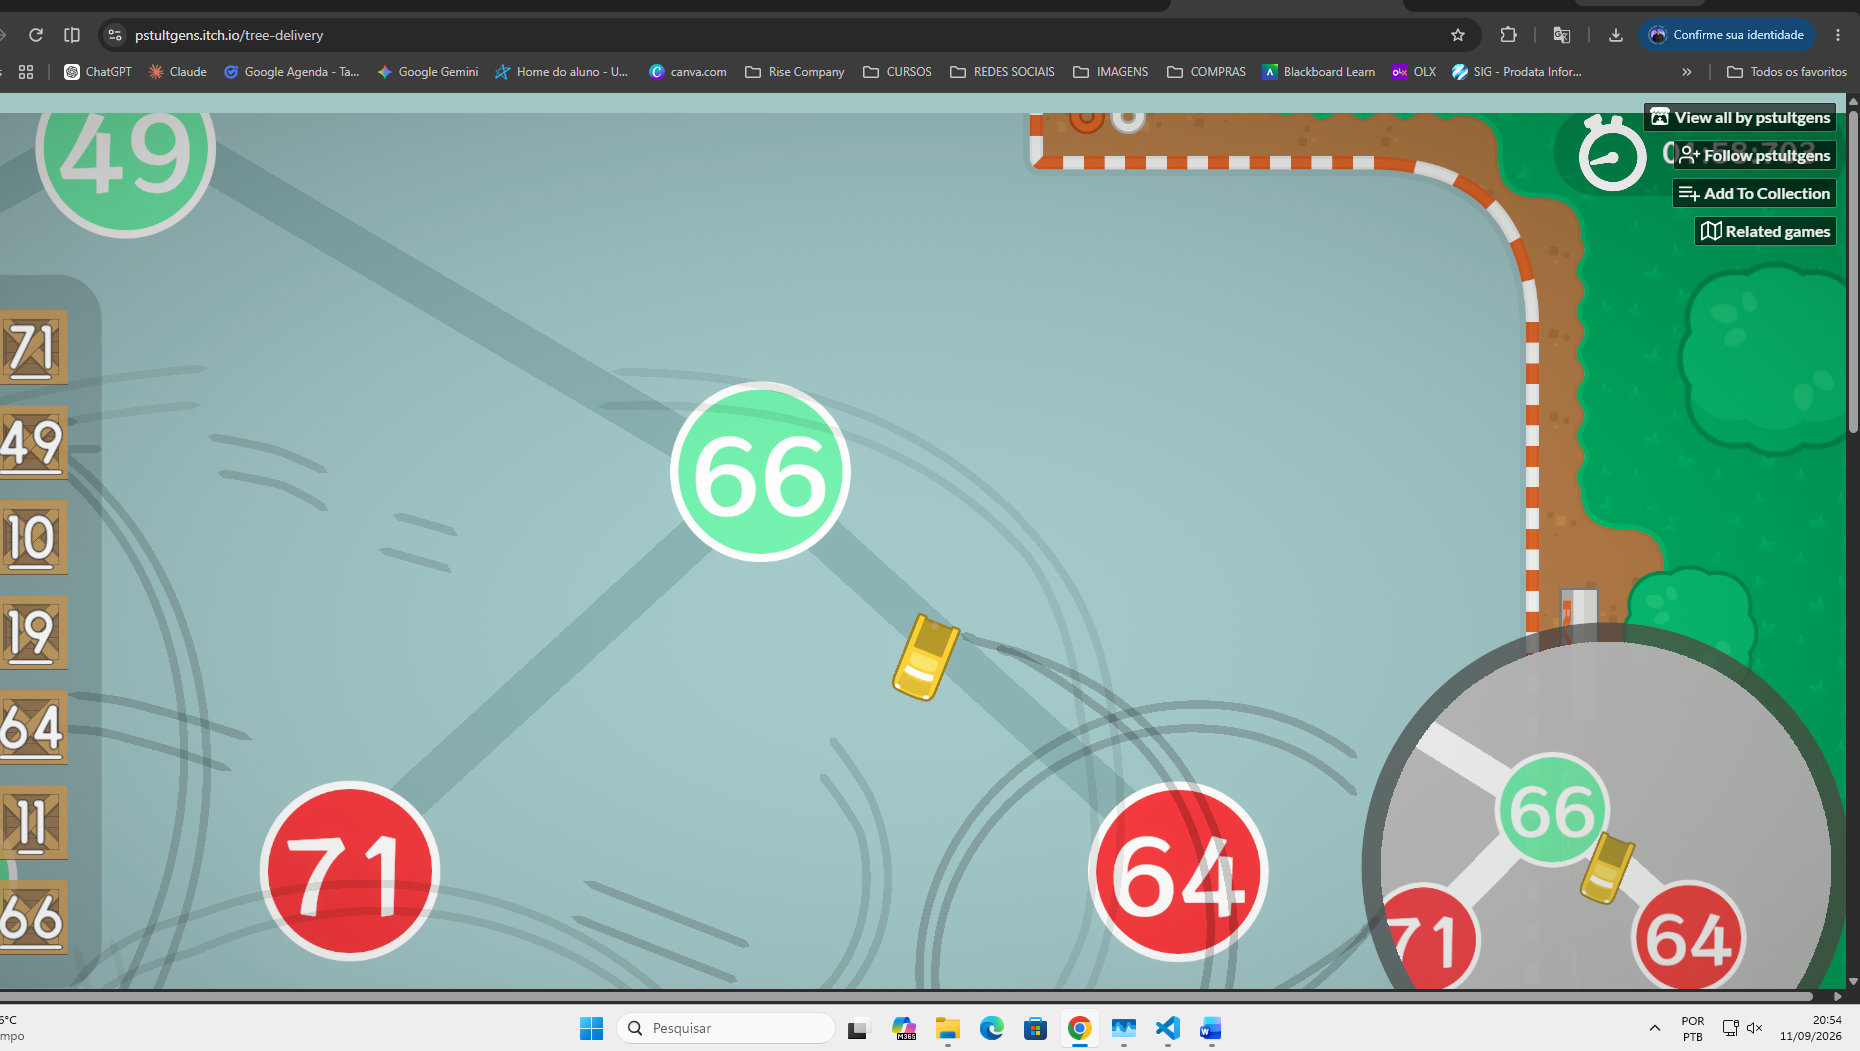 pstultgens.itch.io/tree-delivery
Confirme sua identidade
ChatGPT
Claude
Google Agenda - Ta...
Google Gemini
Home do aluno - U...
canva.com
Rise Company
CURSOS
REDES SOCIAIS
IMAGENS
COMPRAS
Blackboard Learn
OLX
SIG - Prodata Infor...
Todos os favoritos
View all by pstultgens
Follow pstultgens
Add To Collection
Related games
49
71
49
10
19
64
11
66
66
71
64
66
71
64
Pesquisar
M365
POR
PTB
20:54
11/09/2026